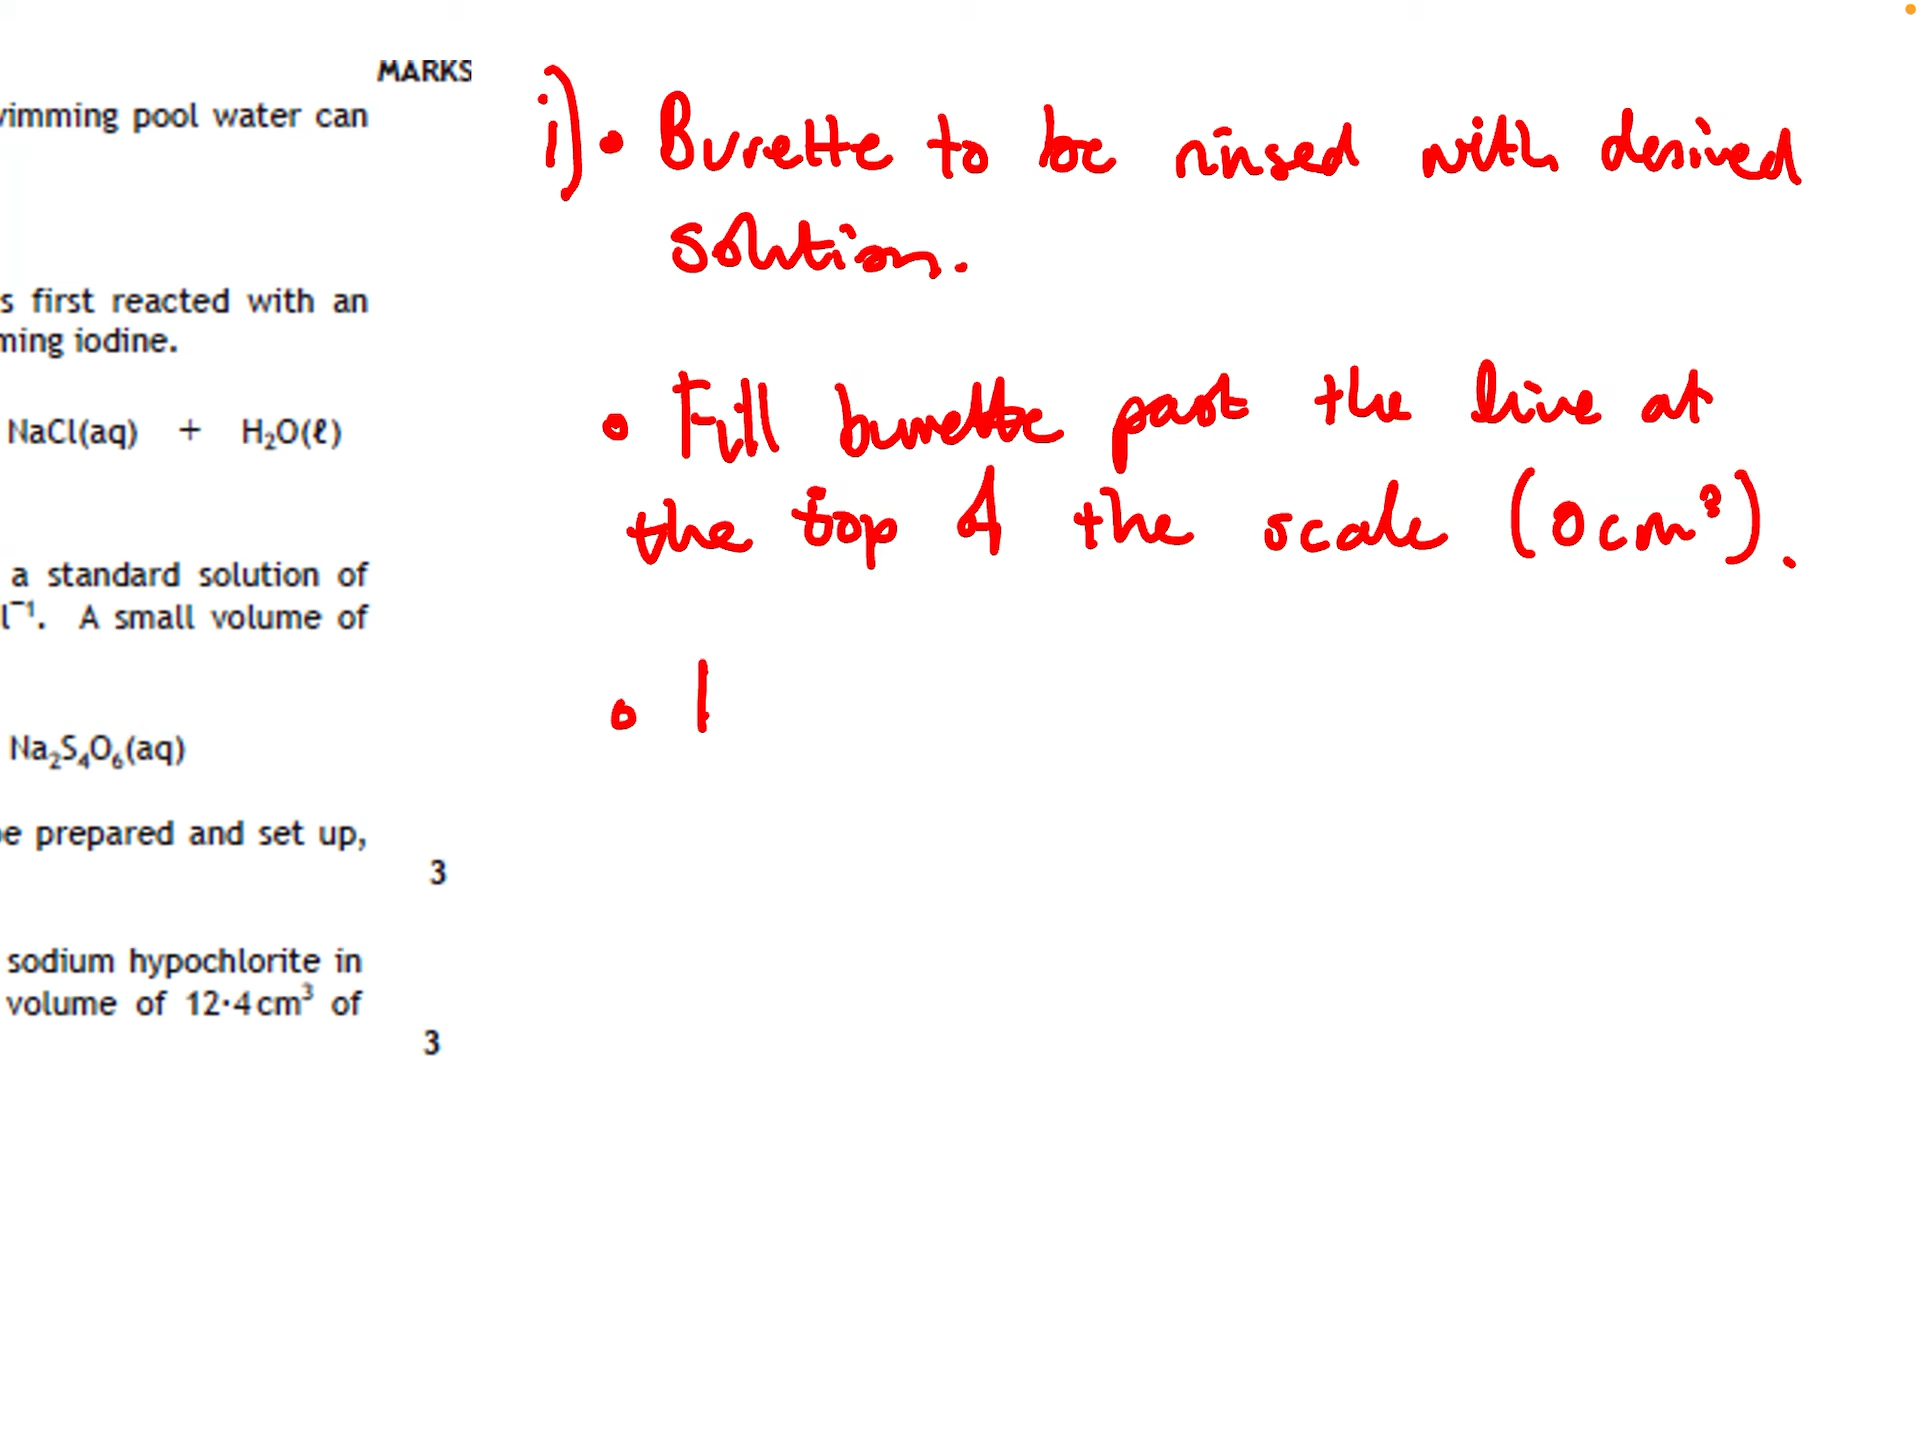 MARKS
vimming pool water can
s first reacted with an
ming iodine.
NaCl(aq) + H₂O(ℓ)
a standard solution of
l⁻¹. A small volume of
Na₂S₄O₆(aq)
be prepared and set up,
3
sodium hypochlorite in
volume of 12·4 cm³ of
3
i) • Burette to be rinsed with desired
solution.
• Fill burette past the line at
the top of the scale (0cm³).
•